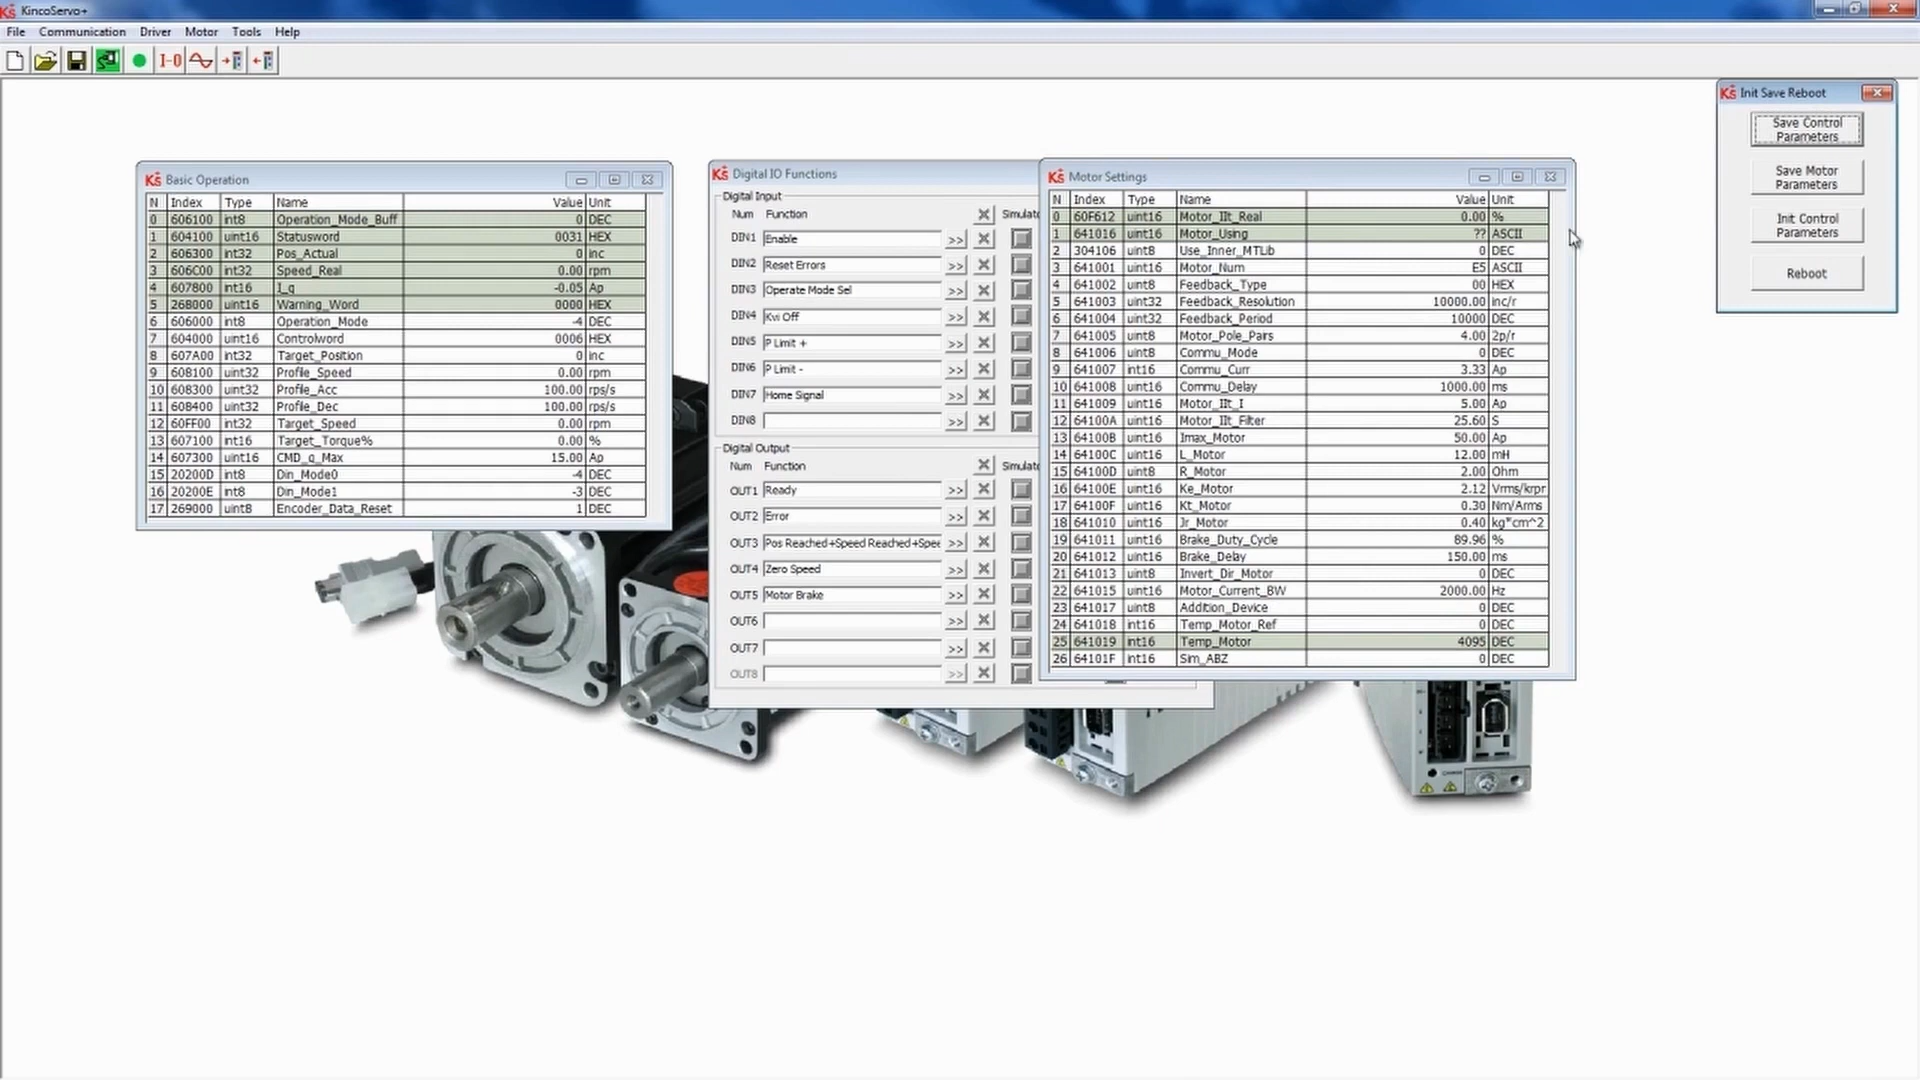 KincoServo+
File Communication Driver Motor Tools Help
Init Save Reboot
Save Control
Parameters
Save Motor
Parameters
Init Control
Parameters
Reboot
Basic Operation
N Index Type Name Value Unit
0 606100 int8 Operation_Mode_Buff 0 DEC
1 604100 uint16 Statusword 0031 HEX
2 606300 int32 Pos_Actual 0 inc
3 606C00 int32 Speed_Real 0.00 rpm
4 607800 int16 I_q -0.05 Ap
5 268000 uint16 Warning_Word 0000 HEX
6 606000 int8 Operation_Mode -4 DEC
7 604000 uint16 Controlword 0006 HEX
8 607A00 int32 Target_Position 0 inc
9 608100 uint32 Profile_Speed 0.00 rpm
10 608300 uint32 Profile_Acc 100.00 rps/s
11 608400 uint32 Profile_Dec 100.00 rps/s
12 60FF00 int32 Target_Speed 0.00 rpm
13 607100 int16 Target_Torque% 0.00 %
14 607300 uint16 CMD_q_Max 15.00 Ap
15 20200D int8 Din_Mode0 -4 DEC
16 20200E int8 Din_Mode1 -3 DEC
17 269000 uint8 Encoder_Data_Reset 1 DEC
Digital IO Functions
Digital Input
Num Function Simulate
DIN1 Enable >>
DIN2 Reset Errors >>
DIN3 Operate Mode Sel >>
DIN4 Kvi Off >>
DIN5 P Limit + >>
DIN6 P Limit - >>
DIN7 Home Signal >>
DIN8 >>
Digital Output
Num Function Simulate
OUT1 Ready >>
OUT2 Error >>
OUT3 Pos Reached+Speed Reached+Spee >>
OUT4 Zero Speed >>
OUT5 Motor Brake >>
OUT6 >>
OUT7 >>
OUT8 >>
Motor Settings
N Index Type Name Value Unit
0 60F612 uint16 Motor_IIt_Real 0.00 %
1 641016 uint16 Motor_Using ?? ASCII
2 304106 uint8 Use_Inner_MTLib 0 DEC
3 641001 uint16 Motor_Num E5 ASCII
4 641002 uint8 Feedback_Type 00 HEX
5 641003 uint32 Feedback_Resolution 10000.00 inc/r
6 641004 uint32 Feedback_Period 10000 DEC
7 641005 uint8 Motor_Pole_Pairs 4.00 2p/r
8 641006 uint8 Commu_Mode 0 DEC
9 641007 int16 Commu_Curr 3.33 Ap
10 641008 uint16 Commu_Delay 1000.00 ms
11 641009 uint16 Motor_IIt_I 5.00 Ap
12 64100A uint16 Motor_IIt_Filter 25.60 S
13 64100B uint16 Imax_Motor 50.00 Ap
14 64100C uint16 L_Motor 12.00 mH
15 64100D uint8 R_Motor 2.00 Ohm
16 64100E uint16 Ke_Motor 2.12 Vrms/krpr
17 64100F uint16 Kt_Motor 0.30 Nm/Arms
18 641010 uint16 Jr_Motor 0.40 kg*cm^2
19 641011 uint16 Brake_Duty_Cycle 89.96 %
20 641012 uint16 Brake_Delay 150.00 ms
21 641013 uint8 Invert_Dir_Motor 0 DEC
22 641015 uint16 Motor_Current_BW 2000.00 Hz
23 641017 uint8 Addition_Device 0 DEC
24 641018 int16 Temp_Motor_Ref 0 DEC
25 641019 int16 Temp_Motor 4095 DEC
26 64101F int16 Sim_ABZ 0 DEC